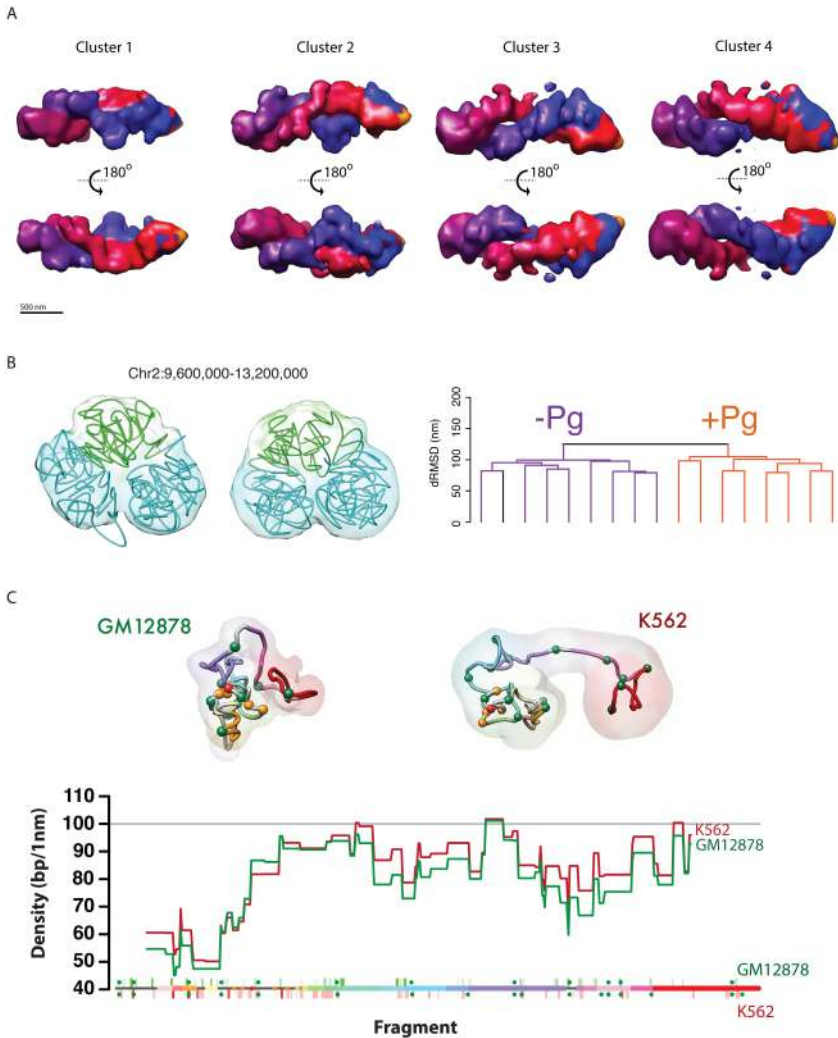 A
Cluster 1
Cluster 2
Cluster 3
Cluster 4
180°
180°
180°
180°
500 nm
B
Chr2:9,600,000-13,200,000
dRMSD (nm)
200
150
100
50
0
-Pg
+Pg
C
GM12878
K562
Density (bp/1nm)
110
100
90
80
70
60
50
40
K562
GM12878
GM12878
K562
Fragment